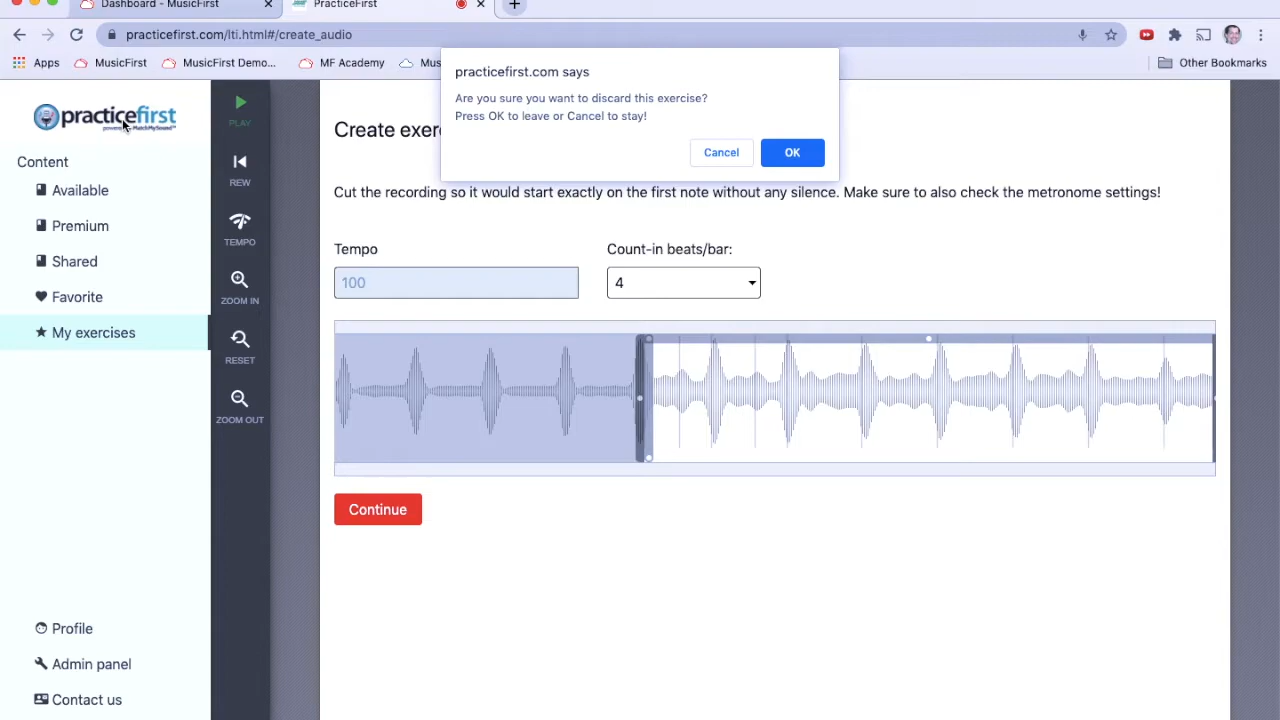 Dashboard - MusicFirst
PracticeFirst
practicefirst.com/lti.html#/create_audio
Apps
MusicFirst
MusicFirst Demo...
MF Academy
Mus
Other Bookmarks
practicefirst.com says
Are you sure you want to discard this exercise?
Press OK to leave or Cancel to stay!
Cancel
OK
practicefirst
powered by MatchMySound™
Content
Available
Premium
Shared
Favorite
My exercises
Profile
Admin panel
Contact us
PLAY
REW
TEMPO
ZOOM IN
RESET
ZOOM OUT
Create exer
Cut the recording so it would start exactly on the first note without any silence. Make sure to also check the metronome settings!
Tempo
Count-in beats/bar:
100
4
Continue